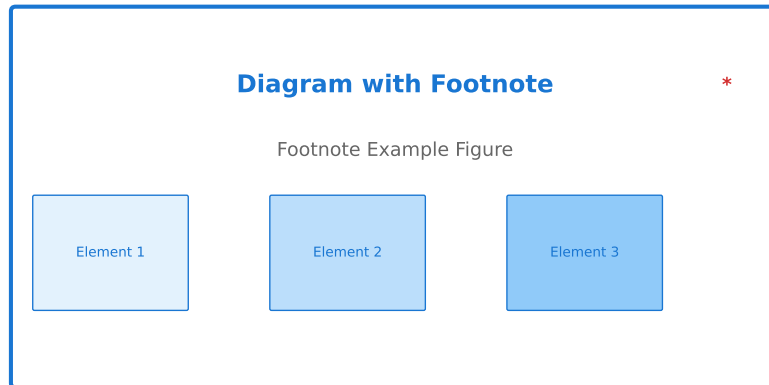 Diagram with Footnote *
Footnote Example Figure
Element 1
Element 2
Element 3